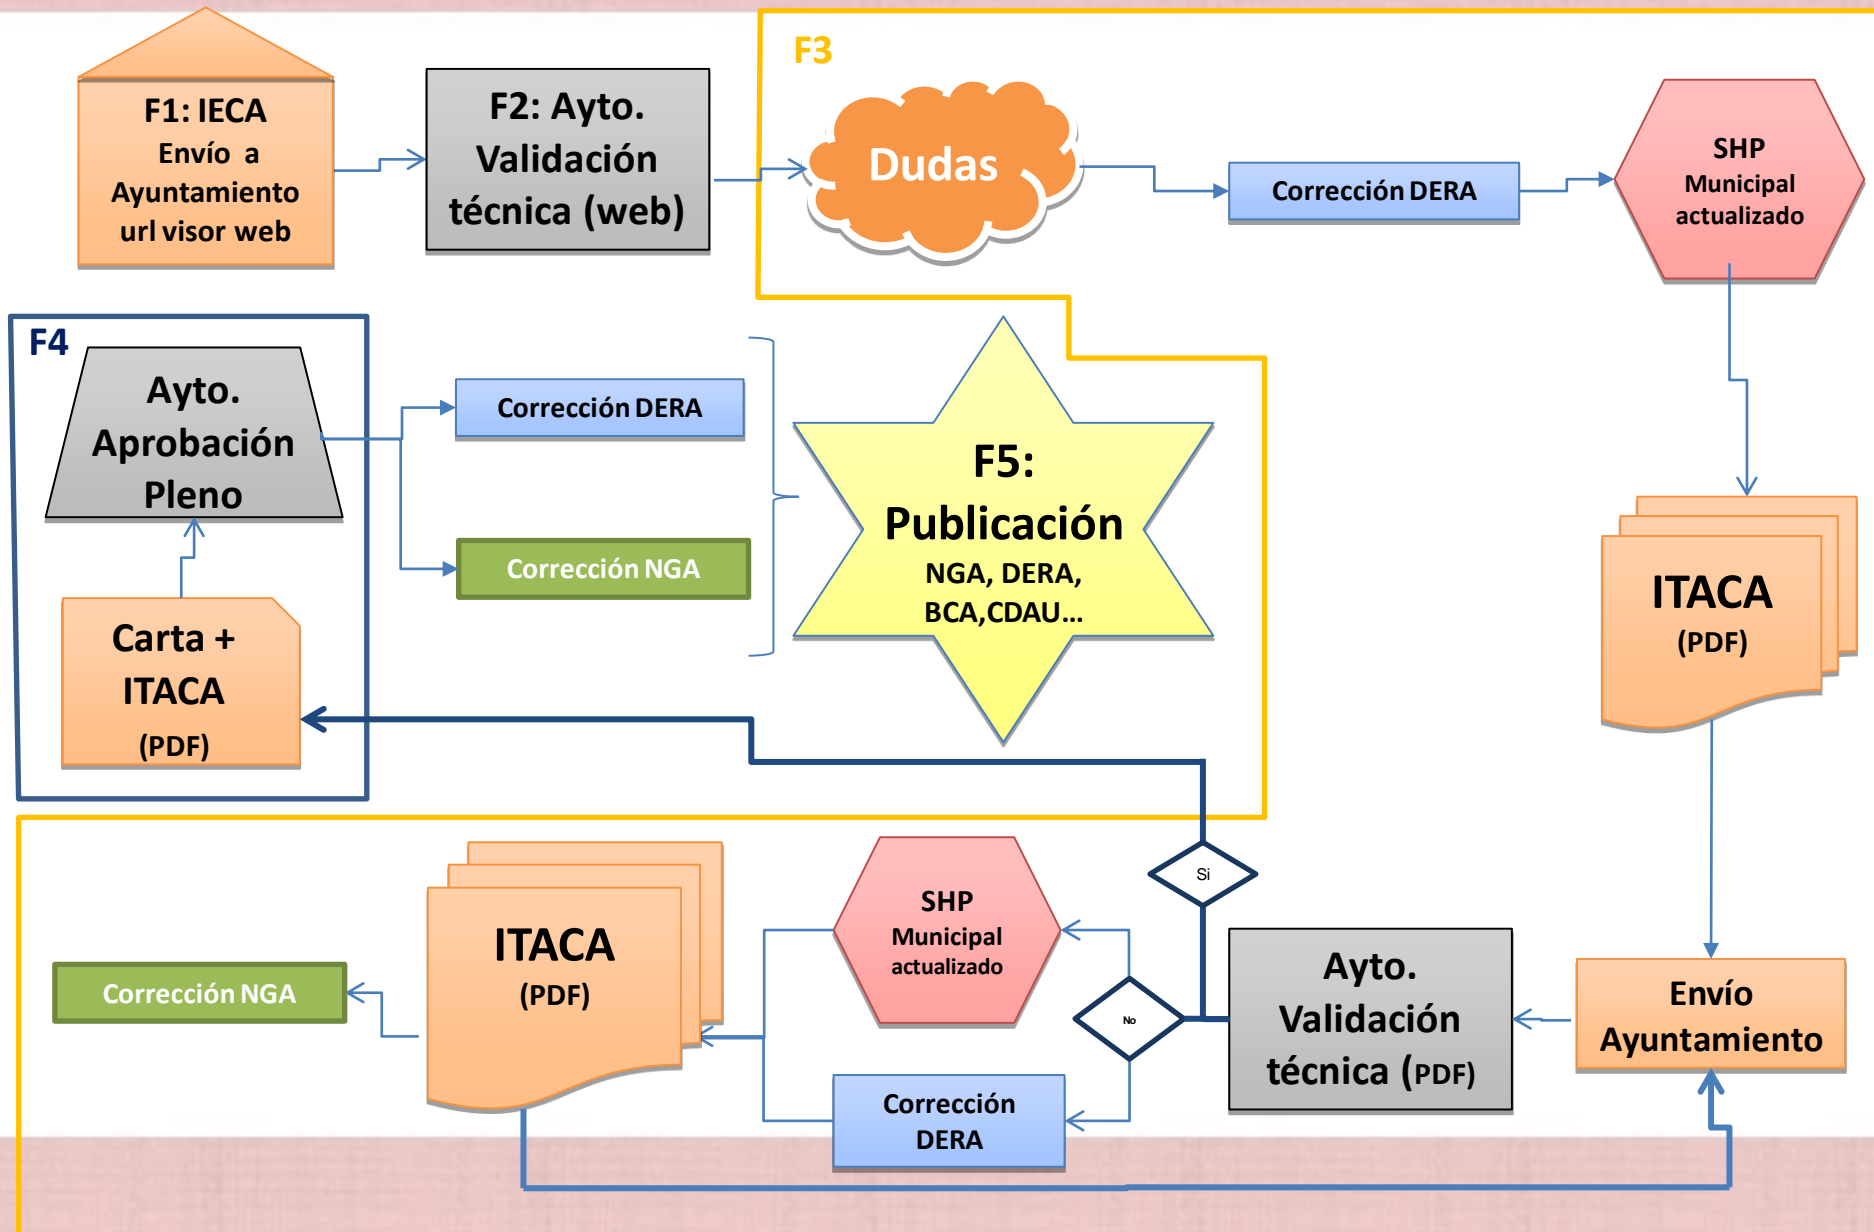 F1: IECA
Envío a
Ayuntamiento
url visor web
F2: Ayto.
Validación
técnica (web)
F3
Dudas
Corrección DERA
SHP
Municipal
actualizado
F4
Ayto.
Aprobación
Pleno
Corrección DERA
Corrección NGA
Carta +
ITACA
(PDF)
F5:
Publicación
NGA, DERA,
BCA,CDAU...
ITACA
(PDF)
Si
SHP
Municipal
actualizado
ITACA
(PDF)
Corrección NGA
No
Ayto.
Validación
técnica (PDF)
Envío
Ayuntamiento
Corrección
DERA